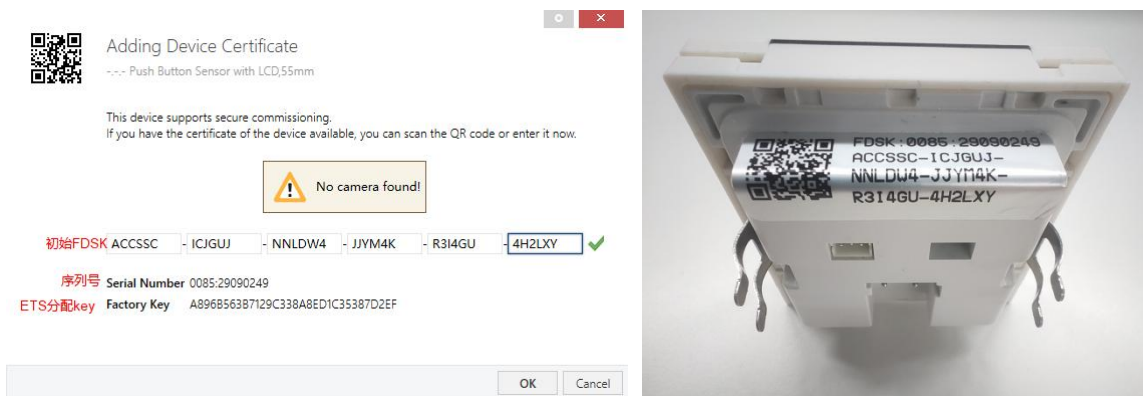 Adding Device Certificate
-.-.- Push Button Sensor with LCD,55mm
This device supports secure commissioning.
If you have the certificate of the device available, you can scan the QR code or enter it now.
No camera found!
初始FDSK ACCSSC - ICJGUJ - NNLDW4 - JJYM4K - R3I4GU - 4H2LXY
序列号 Serial Number 0085:29090249
ETS分配key Factory Key A896B563B7129C338A8ED1C35387D2EF
OK Cancel
FDSK:0085:29090249
ACCSSC-ICJGUJ-
NNLDW4-JJYM4K-
R3I4GU-4H2LXY